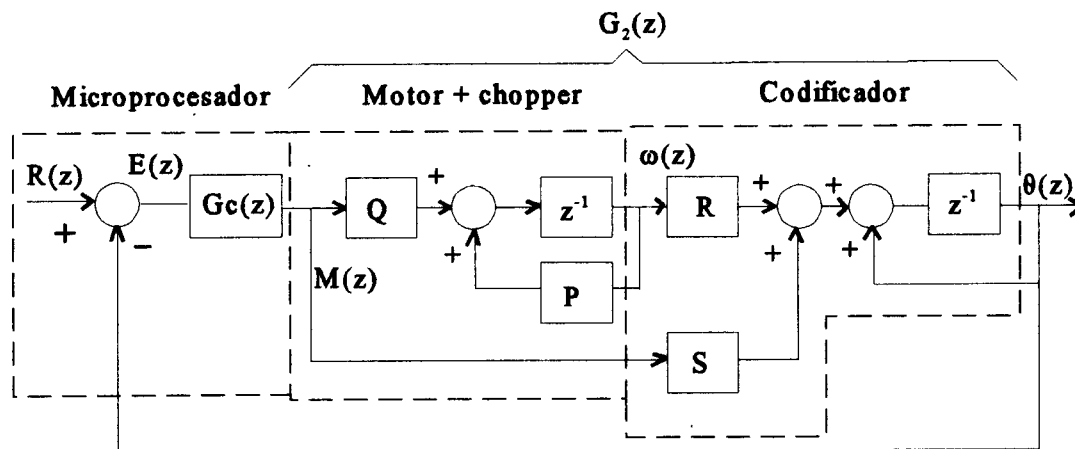 G₂(z)
Microprocesador
Motor + chopper
Codificador
R(z)
+
−
E(z)
Gc(z)
M(z)
Q
+
+
z⁻¹
P
ω(z)
R
S
+
+
+
+
z⁻¹
θ(z)